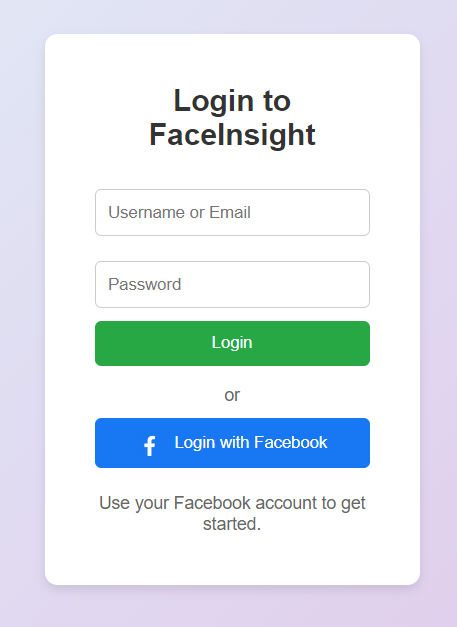 Login to
FaceInsight
Username or Email
Password
Login
or
Login with Facebook
Use your Facebook account to get
started.